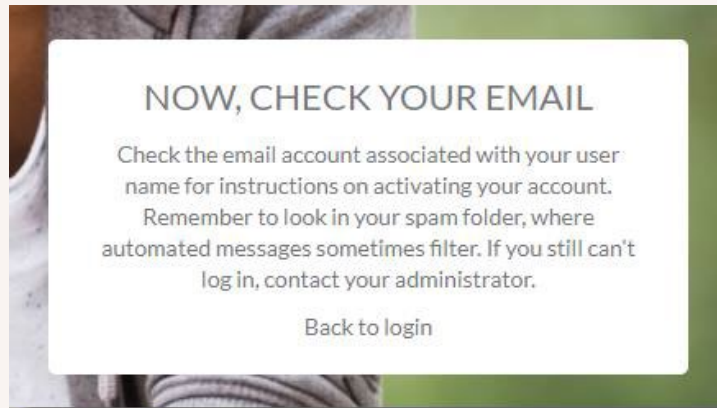 NOW, CHECK YOUR EMAIL
Check the email account associated with your user
name for instructions on activating your account.
Remember to look in your spam folder, where
automated messages sometimes filter. If you still can't
log in, contact your administrator.
Back to login